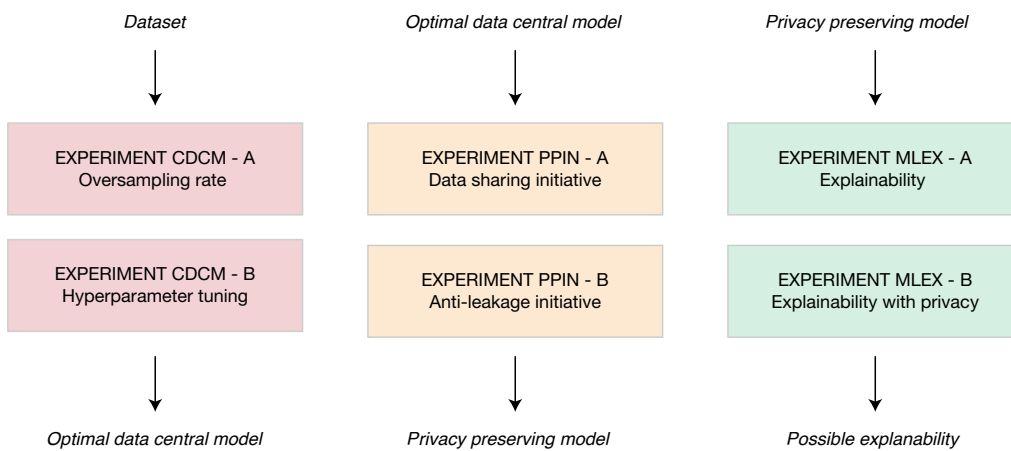 Dataset
Optimal data central model
Privacy preserving model
EXPERIMENT CDCM - A
Oversampling rate
EXPERIMENT PPIN - A
Data sharing initiative
EXPERIMENT MLEX - A
Explainability
EXPERIMENT CDCM - B
Hyperparameter tuning
EXPERIMENT PPIN - B
Anti-leakage initiative
EXPERIMENT MLEX - B
Explainability with privacy
Optimal data central model
Privacy preserving model
Possible explanability